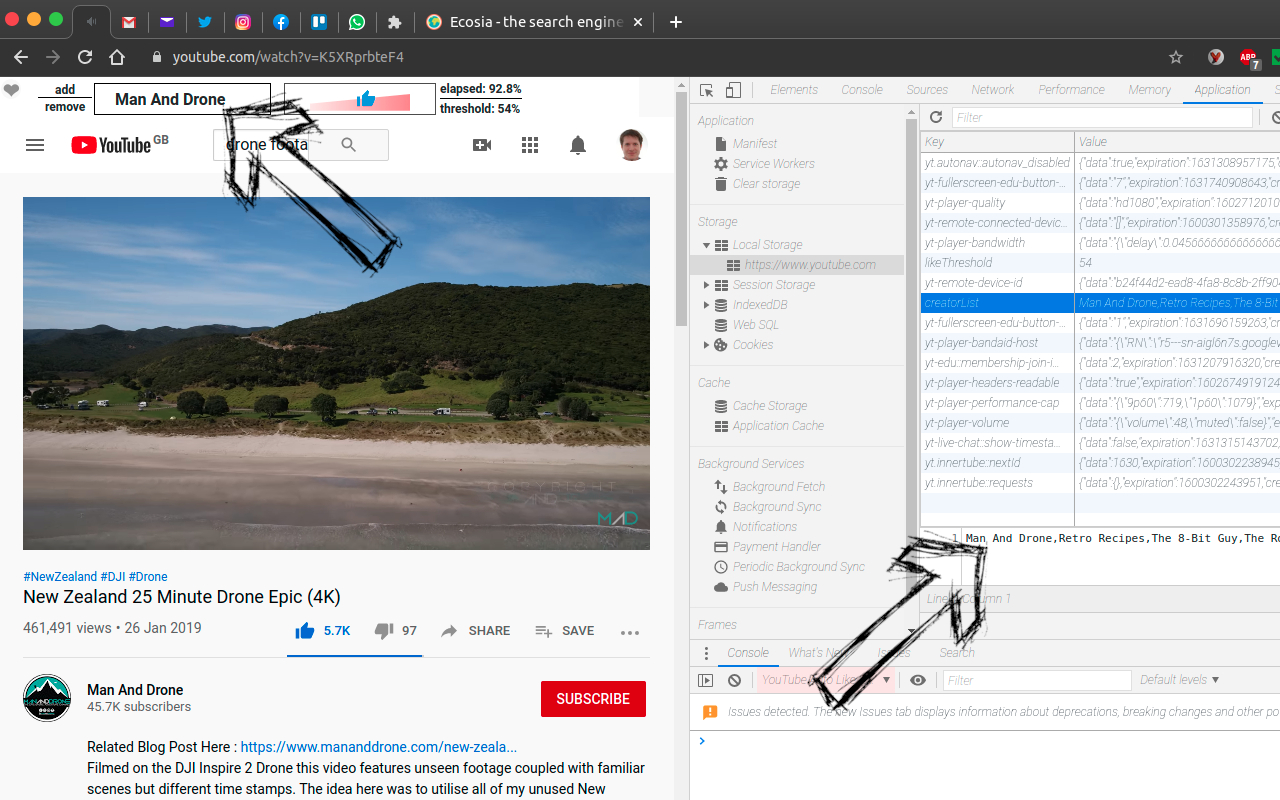 Ecosia - the search engine
youtube.com/watch?v=K5XRprbteF4
ABP
7
add
remove
Man And Drone
elapsed: 92.8%
threshold: 54%
YouTube GB
drone foota
COPYRIGHT
MAD
#NewZealand #DJI #Drone
New Zealand 25 Minute Drone Epic (4K)
461,491 views • 26 Jan 2019
5.7K
97
SHARE
SAVE
Man And Drone
45.7K subscribers
SUBSCRIBE
Related Blog Post Here : https://www.mananddrone.com/new-zeala...
Filmed on the DJI Inspire 2 Drone this video features unseen footage coupled with familiar
scenes but different time stamps. The idea here was to utilise all of my unused New
Elements Console Sources Network Performance Memory Application
Application
Manifest
Service Workers
Clear storage
Storage
Local Storage
https://www.youtube.com
Session Storage
IndexedDB
Web SQL
Cookies
Cache
Cache Storage
Application Cache
Background Services
Background Fetch
Background Sync
Notifications
Payment Handler
Periodic Background Sync
Push Messaging
Frames
Filter
Key Value
yt.autonav::autonav_disabled {"data":true,"expiration":1631308957175,"c
yt-fullscreen-edu-button-... {"data":"7","expiration":1631740908643,"cr
yt-player-quality {"data":"hd1080","expiration":1602712010
yt-remote-connected-devic... {"data":"[]","expiration":1600301358976,"cr
yt-player-bandwidth {"data":"{\"delay\":0.0456666666666666
likeThreshold 54
yt-remote-device-id {"data":"b24f44d2-ead8-4fa8-8c8b-2ff904
creatorList Man And Drone,Retro Recipes,The 8-Bit
yt-fullerscreen-edu-button-... {"data":"1","expiration":1631696159263,"cr
yt-player-bandaid-host {"data":"{\"RN\":\"r5---sn-aigl6n7s.googlev
yt-edu::membership-join-i... {"data":2,"expiration":1631207916320,"cre
yt-player-headers-readable {"data":"true","expiration":1602674919124
yt-player-performance-cap {"data":"{\"9p60\":719,\"1p60\":1079}","exp
yt-player-volume {"data":"{\"volume\":48,\"muted\":false}","e
yt-live-chat::show-timesta... {"data":false,"expiration":1631315143702,
yt.innertube::nextId {"data":1630,"expiration":1600302238945
yt.innertube::requests {"data":{},"expiration":1600302243951,"cre
1 Man And Drone,Retro Recipes,The 8-Bit Guy,The Ro
Column 1
Console What's New Issues Search
YouTube Like
Filter
Default levels
Issues detected. The new Issues tab displays information about deprecations, breaking changes and other po